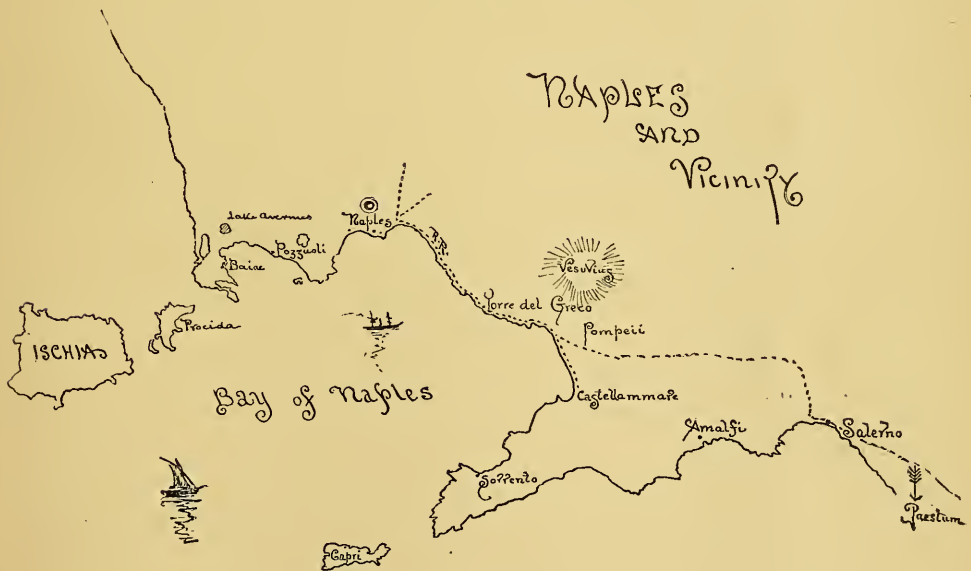 NAPLES
AND
VICINITY
Lake Avernus
Naples
R.R.
Pozzuoli
Baiae
Vesuvius
Torre del Greco
Procida
Pompeii
ISCHIA
Bay of Naples
Castellammare
Amalfi
Salerno
Sorrento
Paestum
Capri